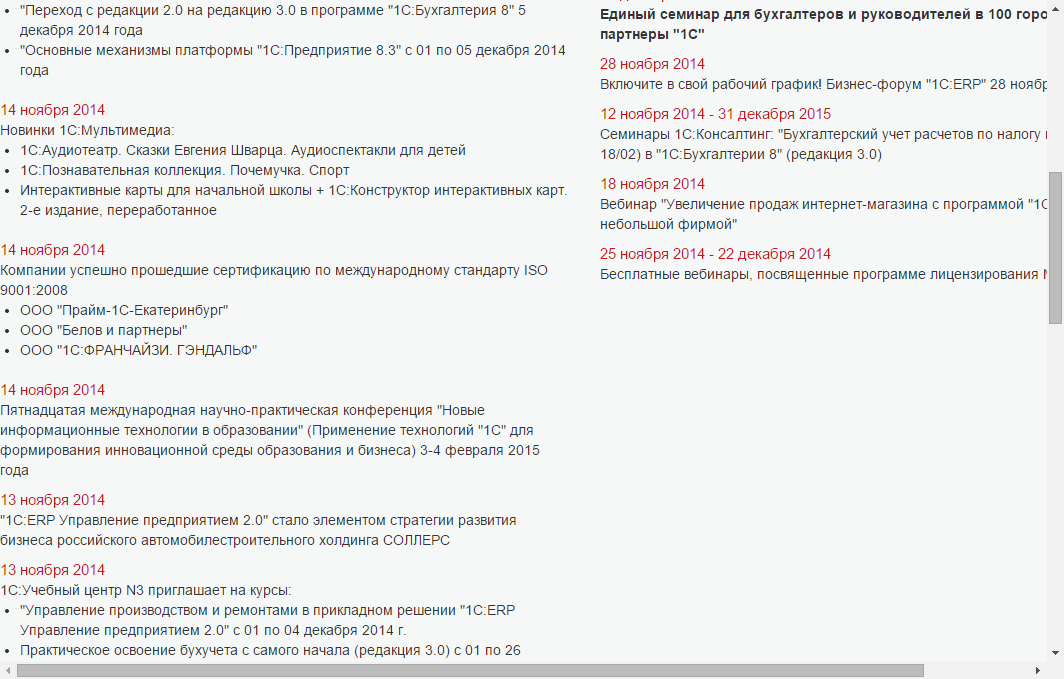 "Переход с редакции 2.0 на редакцию 3.0 в программе "1С:Бухгалтерия 8" 5
декабря 2014 года
"Основные механизмы платформы "1С:Предприятие 8.3" с 01 по 05 декабря 2014
года
14 ноября 2014
Новинки 1С:Мультимедиа:
1С:Аудиотеатр. Сказки Евгения Шварца. Аудиоспектакли для детей
1С:Познавательная коллекция. Почемучка. Спорт
Интерактивные карты для начальной школы + 1С:Конструктор интерактивных карт.
2-е издание, переработанное
14 ноября 2014
Компании успешно прошедшие сертификацию по международному стандарту ISO
9001:2008
ООО "Прайм-1С-Екатеринбург"
ООО "Белов и партнеры"
ООО "1С:ФРАНЧАЙЗИ. ГЭНДАЛЬФ"
14 ноября 2014
Пятнадцатая международная научно-практическая конференция "Новые
информационные технологии в образовании" (Применение технологий "1С" для
формирования инновационной среды образования и бизнеса) 3-4 февраля 2015
года
13 ноября 2014
"1С:ERP Управление предприятием 2.0" стало элементом стратегии развития
бизнеса российского автомобилестроительного холдинга СОЛЛЕРС
13 ноября 2014
1С:Учебный центр N3 приглашает на курсы:
"Управление производством и ремонтами в прикладном решении "1С:ERP
Управление предприятием 2.0" с 01 по 04 декабря 2014 г.
Практическое освоение бухучета с самого начала (редакция 3.0) с 01 по 26
Единый семинар для бухгалтеров и руководителей в 100 горо
партнеры "1С"
28 ноября 2014
Включите в свой рабочий график! Бизнес-форум "1С:ERP" 28 нояб
12 ноября 2014 - 31 декабря 2015
Семинары 1С:Консалтинг: "Бухгалтерский учет расчетов по налогу
18/02) в "1С:Бухгалтерии 8" (редакция 3.0)
18 ноября 2014
Вебинар "Увеличение продаж интернет-магазина с программой "1С
небольшой фирмой"
25 ноября 2014 - 22 декабря 2014
Бесплатные вебинары, посвященные программе лицензирования